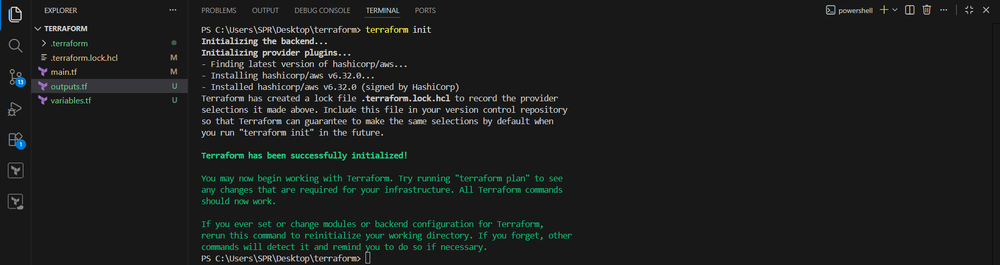 EXPLORER
TERRAFORM
.terraform
.terraform.lock.hcl M
main.tf M
outputs.tf U
variables.tf U
13
1
PROBLEMS OUTPUT DEBUG CONSOLE TERMINAL PORTS
powershell
PS C:\Users\SPR\Desktop\terraform> terraform init
Initializing the backend...
Initializing provider plugins...
- Finding latest version of hashicorp/aws...
- Installing hashicorp/aws v6.32.0...
- Installed hashicorp/aws v6.32.0 (signed by HashiCorp)
Terraform has created a lock file .terraform.lock.hcl to record the provider
selections it made above. Include this file in your version control repository
so that Terraform can guarantee to make the same selections by default when
you run "terraform init" in the future.
Terraform has been successfully initialized!
You may now begin working with Terraform. Try running "terraform plan" to see
any changes that are required for your infrastructure. All Terraform commands
should now work.
If you ever set or change modules or backend configuration for Terraform,
rerun this command to reinitialize your working directory. If you forget, other
commands will detect it and remind you to do so if necessary.
PS C:\Users\SPR\Desktop\terraform>